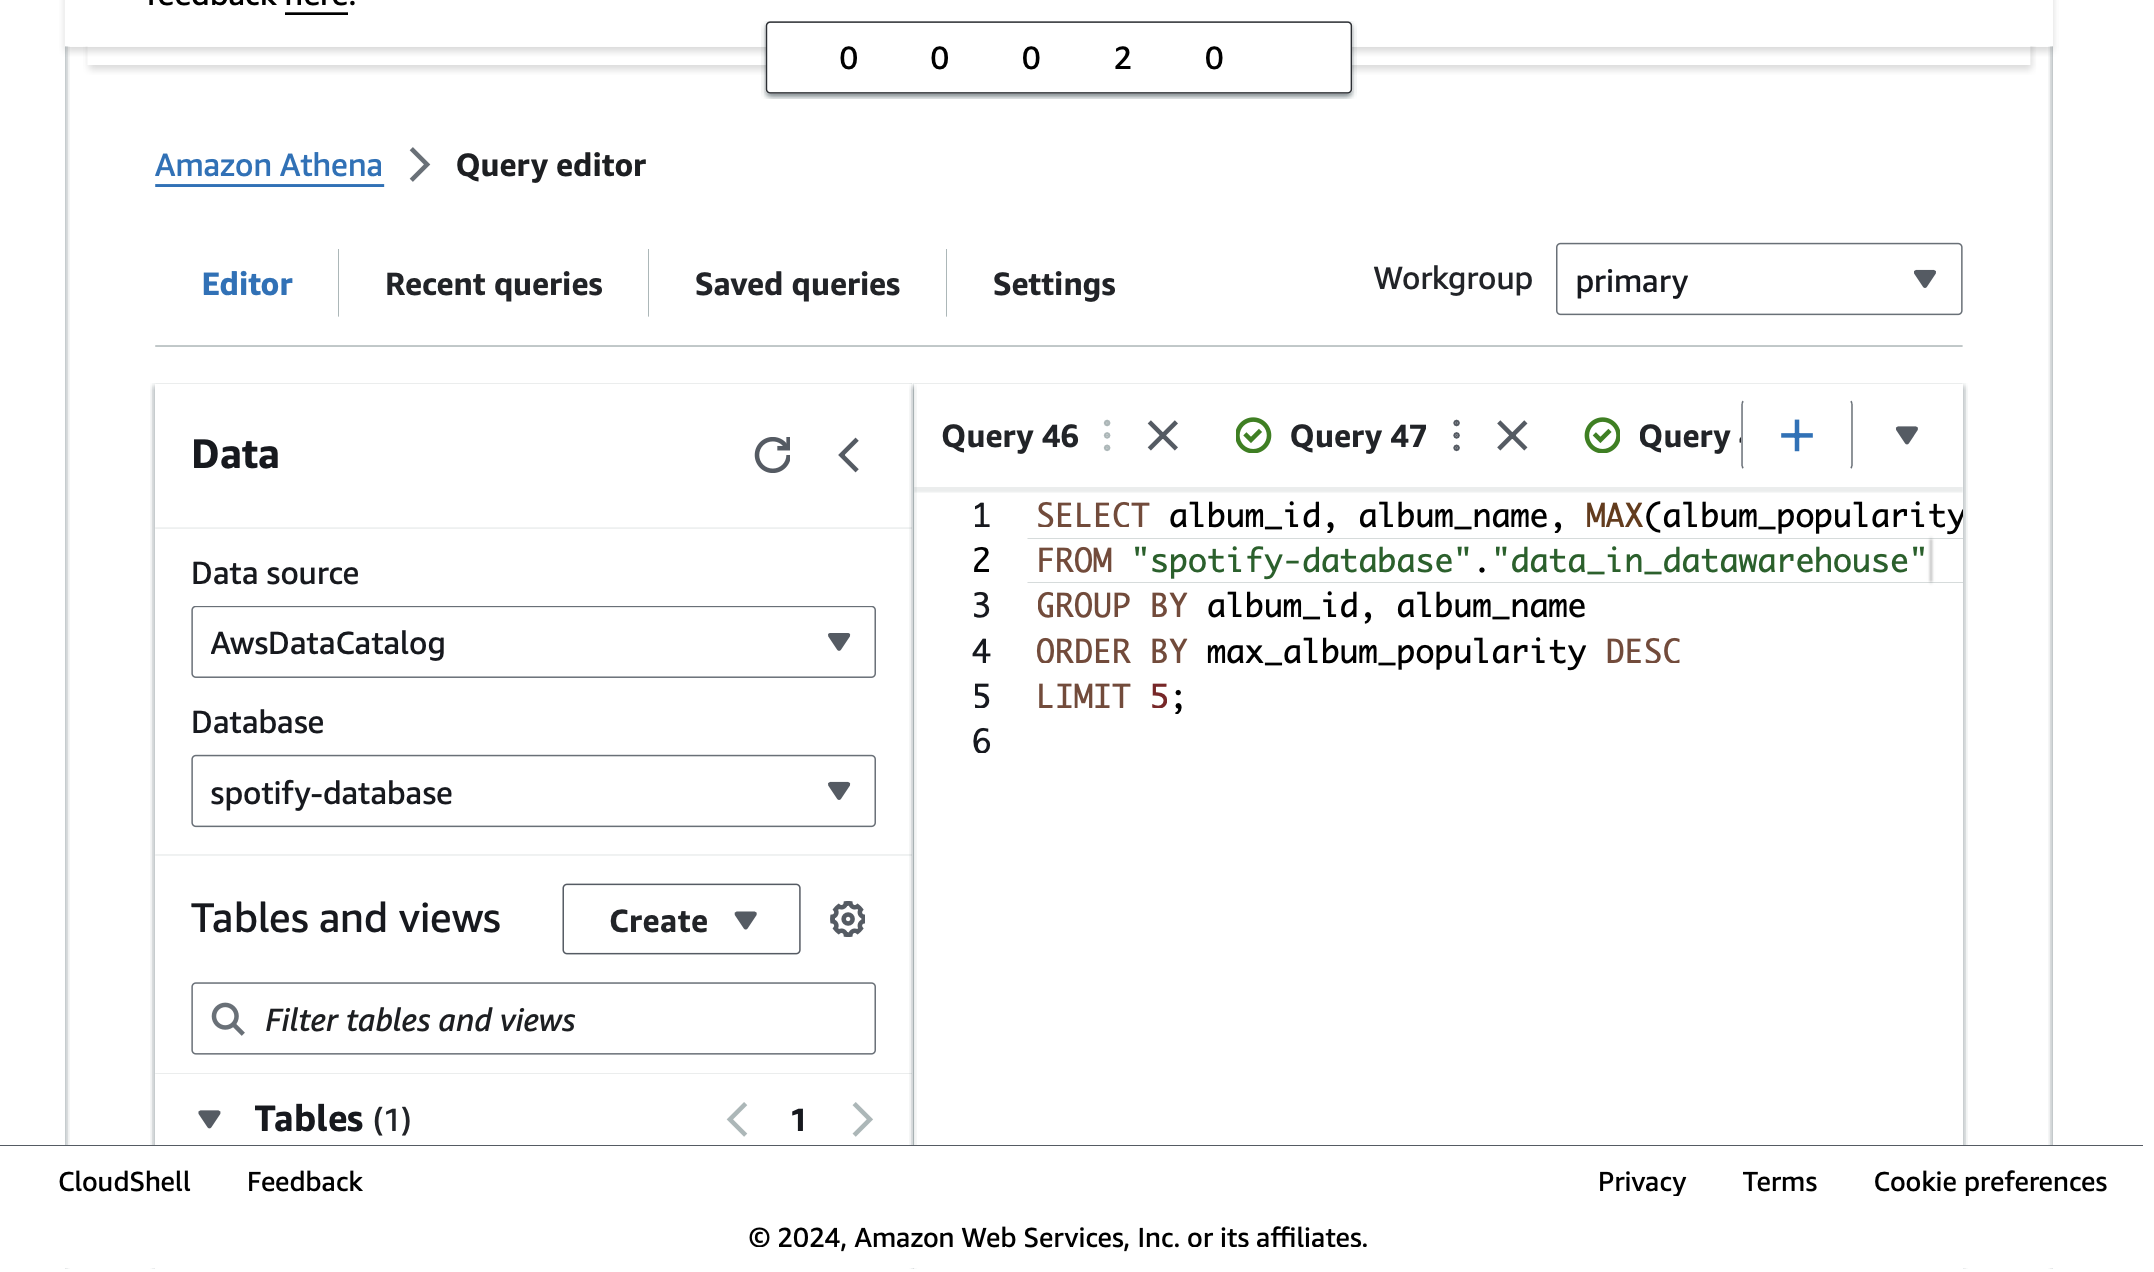 feedback here.
0 0 0 2 0
Amazon Athena > Query editor
Editor Recent queries Saved queries Settings Workgroup primary
Data
Data source
AwsDataCatalog
Database
spotify-database
Tables and views Create
Filter tables and views
Tables (1) 1
Query 46 Query 47 Query
1 SELECT album_id, album_name, MAX(album_popularity
2 FROM "spotify-database"."data_in_datawarehouse"
3 GROUP BY album_id, album_name
4 ORDER BY max_album_popularity DESC
5 LIMIT 5;
6
CloudShell Feedback Privacy Terms Cookie preferences
© 2024, Amazon Web Services, Inc. or its affiliates.